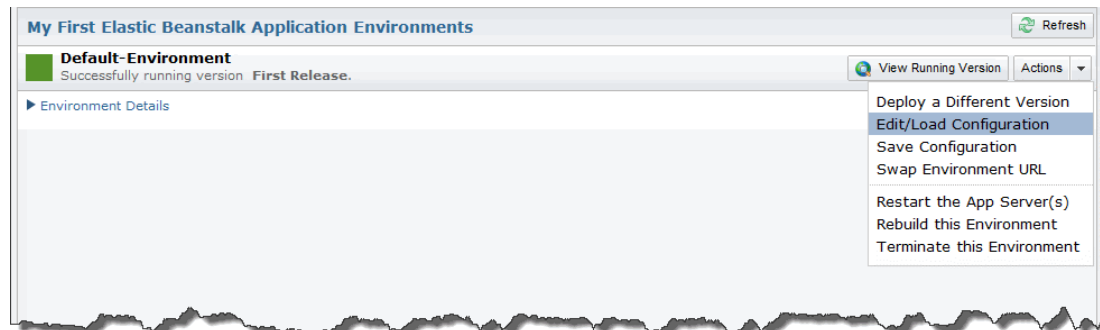 My First Elastic Beanstalk Application Environments
Refresh
Default-Environment
Successfully running version First Release.
View Running Version
Actions
Environment Details
Deploy a Different Version
Edit/Load Configuration
Save Configuration
Swap Environment URL
Restart the App Server(s)
Rebuild this Environment
Terminate this Environment